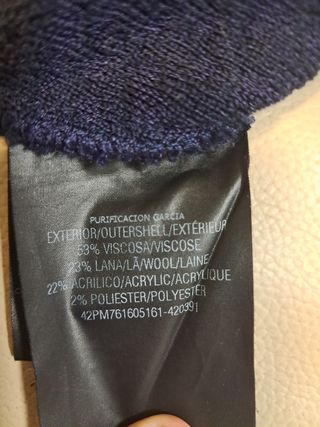 PURIFICACION GARCIA
EXTERIOR/OUTERSHELL/EXTÉRIEUR
53% VISCOSA/VISCOSE
23% LANA/LÃ/WOOL/LAINE
22% ACRILICO/ACRYLIC/ACRYLIQUE
2% POLIESTER/POLYESTER
42PM761605161-420391